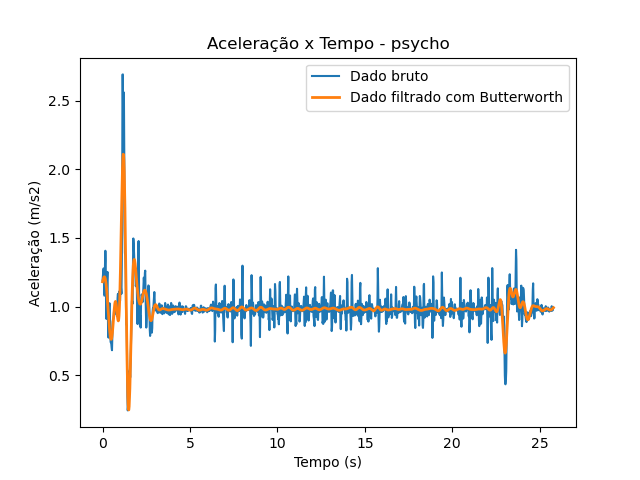 Aceleração x Tempo - psycho
Dado bruto
Dado filtrado com Butterworth
Aceleração (m/s2)
2.5
2.0
1.5
1.0
0.5
0 5 10 15 20 25
Tempo (s)